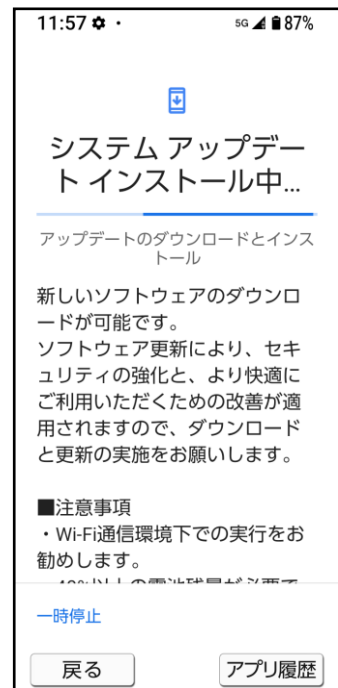 11:57
5G 87%
システム アップデー
ト インストール中...
アップデートのダウンロードとインス
トール
新しいソフトウェアのダウンロ
ードが可能です。
ソフトウェア更新により、セキ
ュリティの強化と、より快適に
ご利用いただくための改善が適
用されますので、ダウンロード
と更新の実施をお願いします。
■注意事項
・Wi-Fi通信環境下での実行をお
勧めします。
一時停止
戻る
アプリ履歴